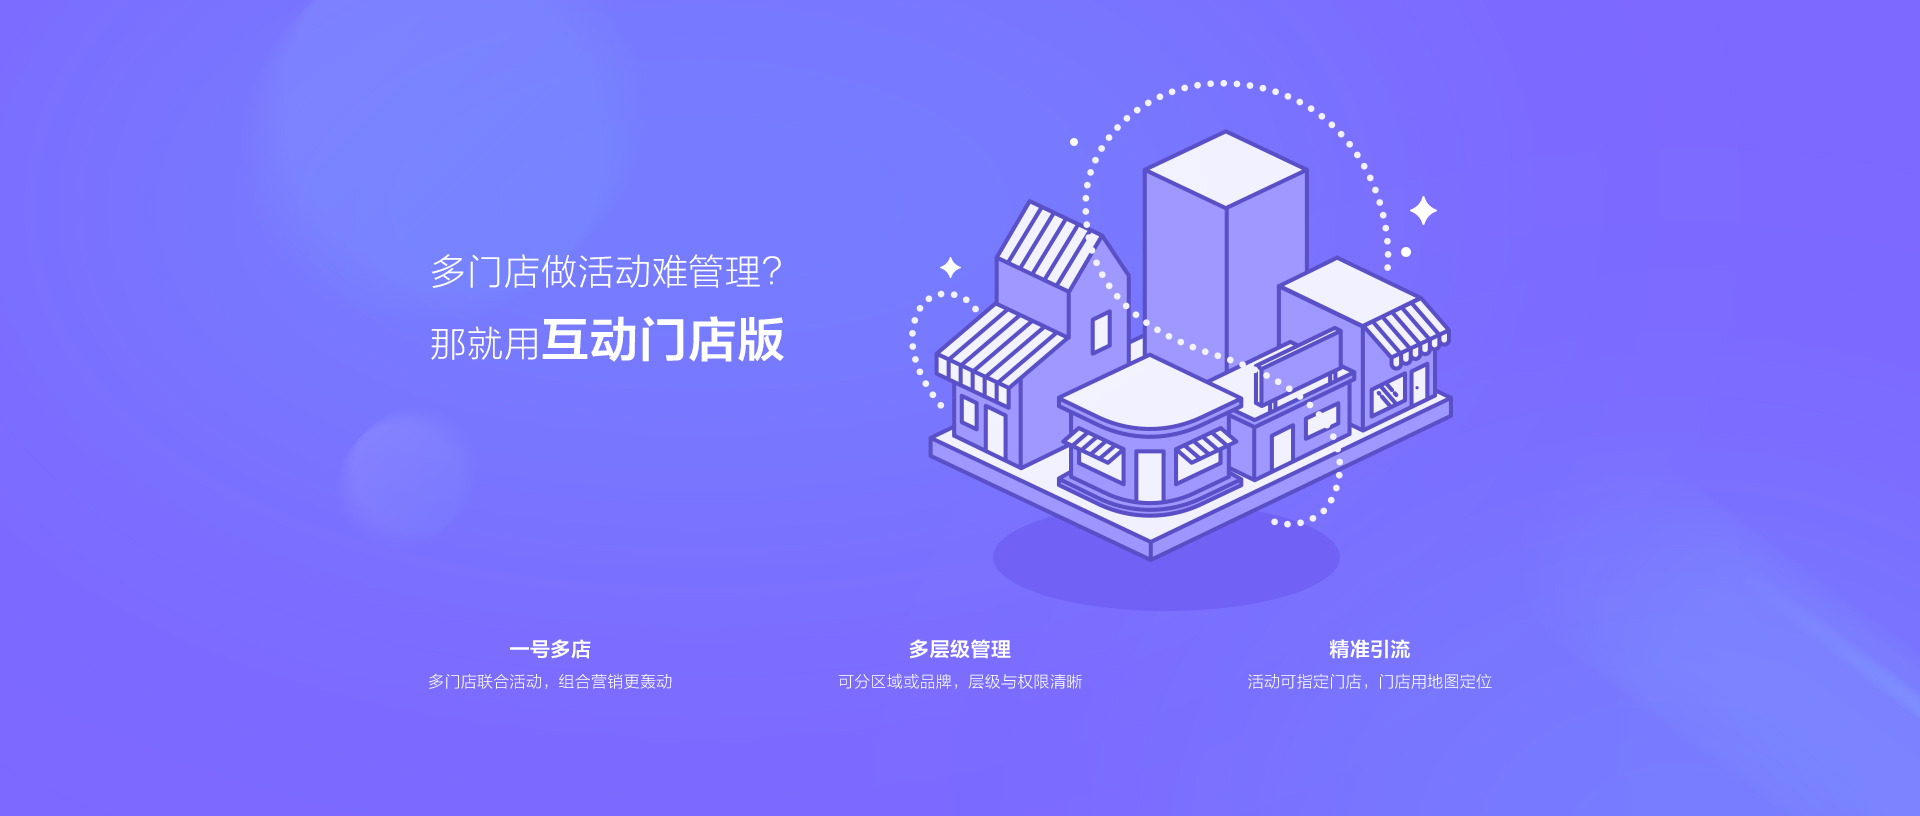 多门店做活动难管理?
那就用互动门店版
一号多店
多门店联合活动，组合营销更轰动
多层级管理
可分区域或品牌，层级与权限清晰
精准引流
活动可指定门店，门店用地图定位